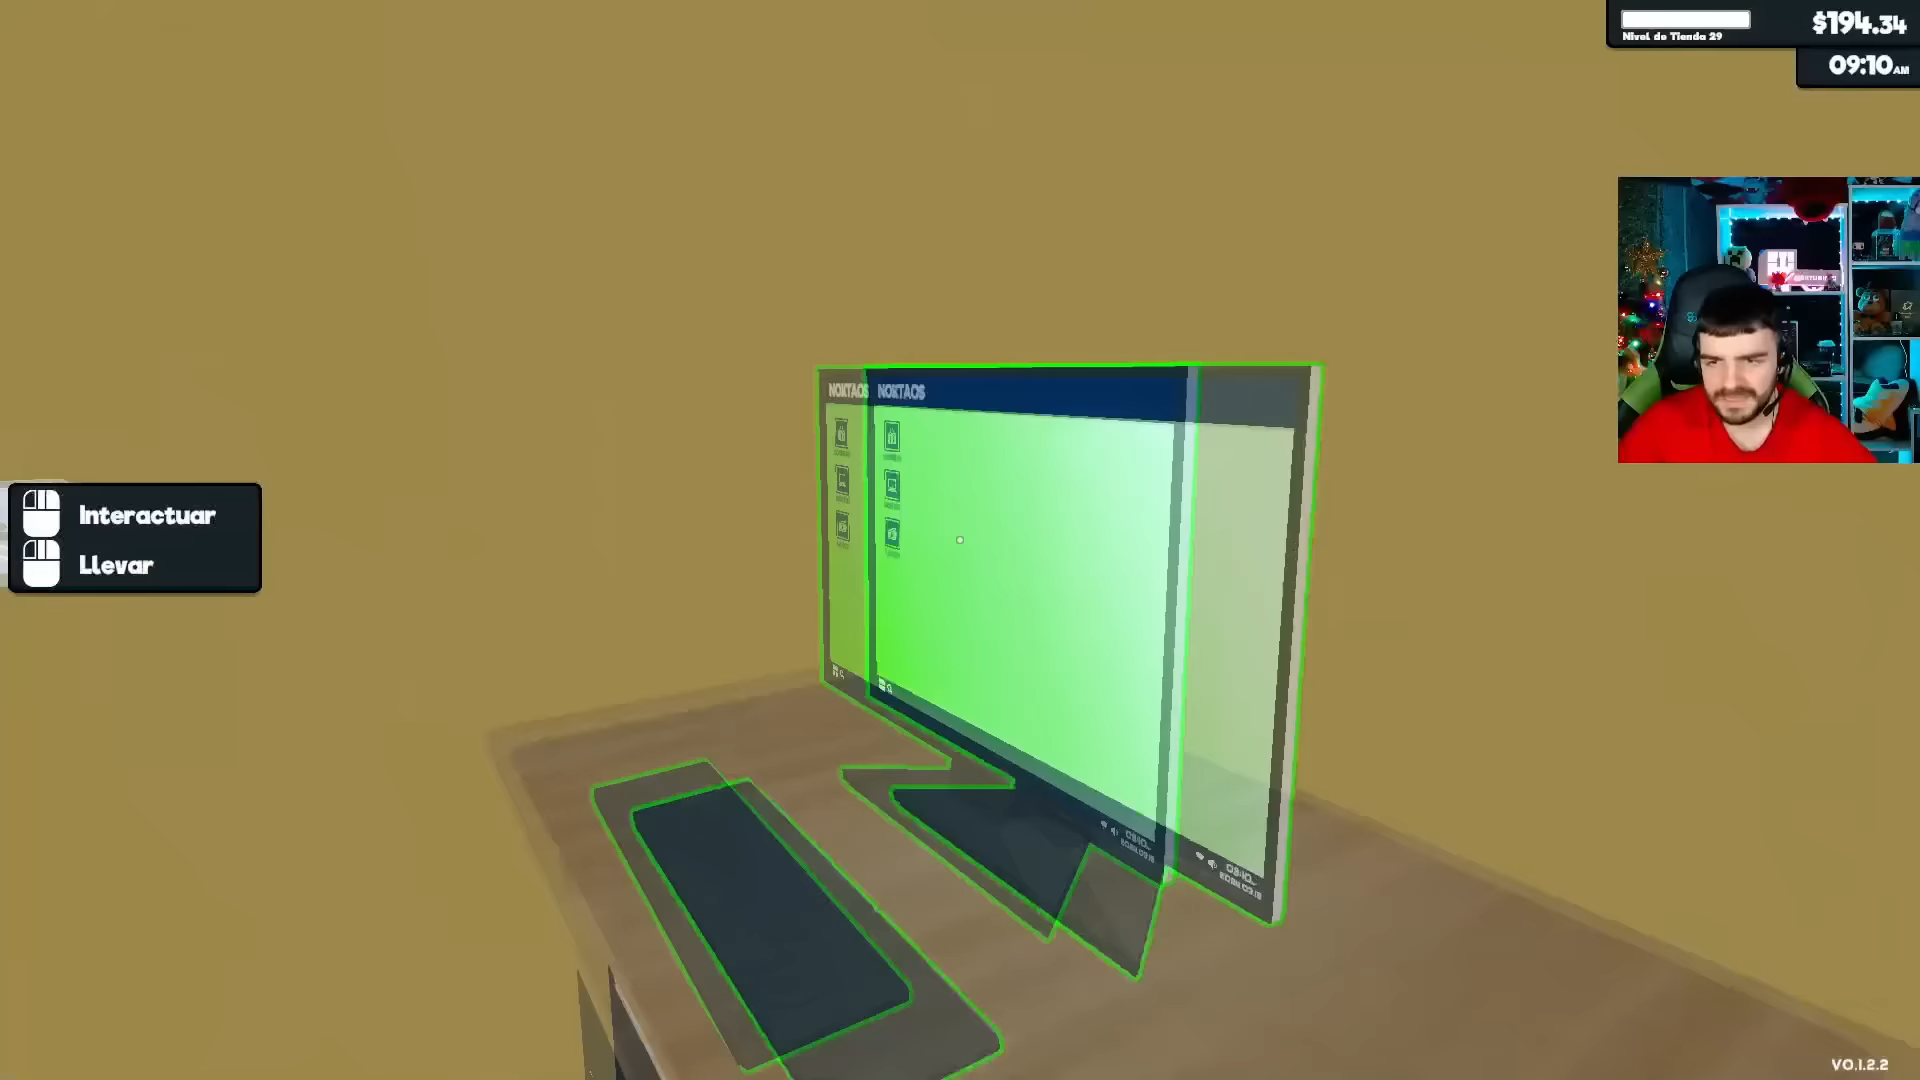 $194.34
Nivel de Tienda 29
09:10AM
NOKTAOS NOKTAOS
Interactuar
Llevar
V0.1.2.2